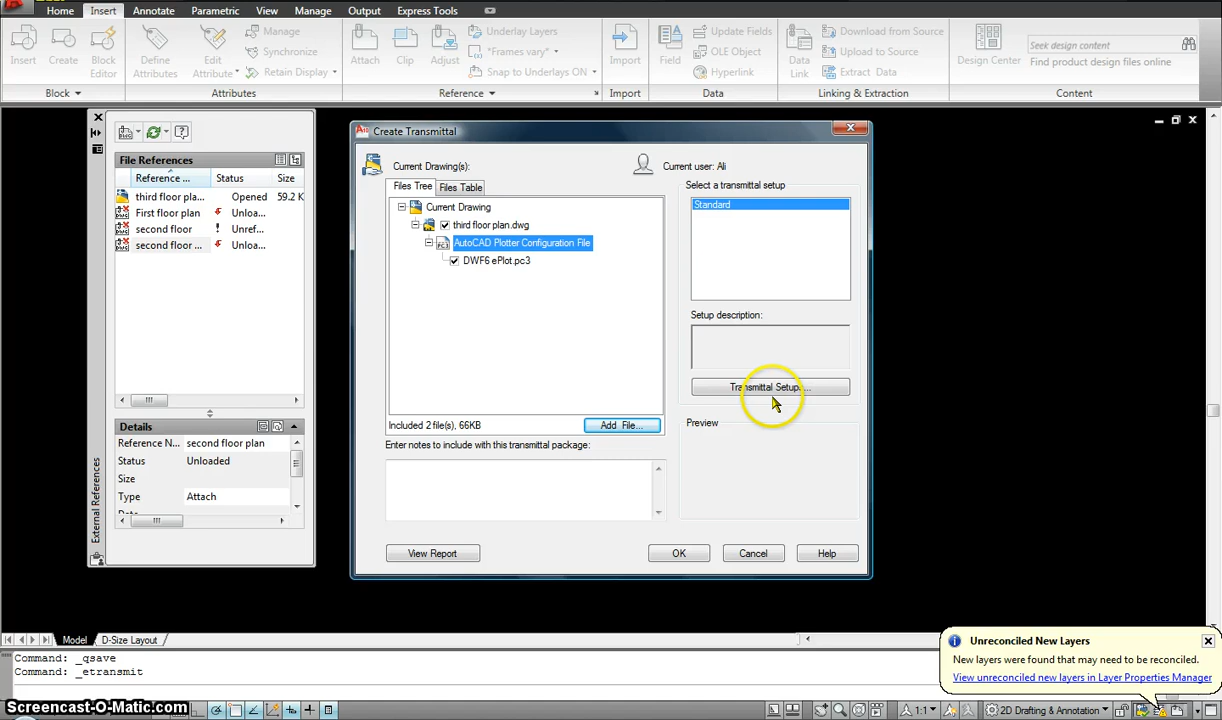 Home Insert Annotate Parametric View Manage Output Express Tools
Insert Create Block Editor Define Attributes Edit Attribute Manage Synchronize Retain Display Attach Clip Adjust Underlay Layers "Frames vary" Snap to Underlays ON Import Field Update Fields OLE Object Hyperlink Data Link Download from Source Upload to Source Extract Data Design Center Seek design content Find product design files online
Block Attributes Reference Import Data Linking & Extraction Content
File References
Reference ... Status Size
third floor pla... Opened 59.2 K
First floor plan Unloa...
second floor ! Unref...
second floor ... Unloa...
Details
Reference N... second floor plan
Status Unloaded
Size
Type Attach
External References
Create Transmittal
Current Drawing(s): Current user: Ali
Files Tree Files Table
Current Drawing
third floor plan.dwg
AutoCAD Plotter Configuration File
DWF6 ePlot.pc3
Included 2 file(s), 66KB Add File...
Enter notes to include with this transmittal package:
Select a transmittal setup
Standard
Setup description:
Transmittal Setups...
Preview
View Report OK Cancel Help
Model D-Size Layout
Command: _qsave
Command: _etransmit
Unreconciled New Layers
New layers were found that may need to be reconciled.
View unreconciled new layers in Layer Properties Manager
Screencast-O-Matic.com
1:1 2D Drafting & Annotation